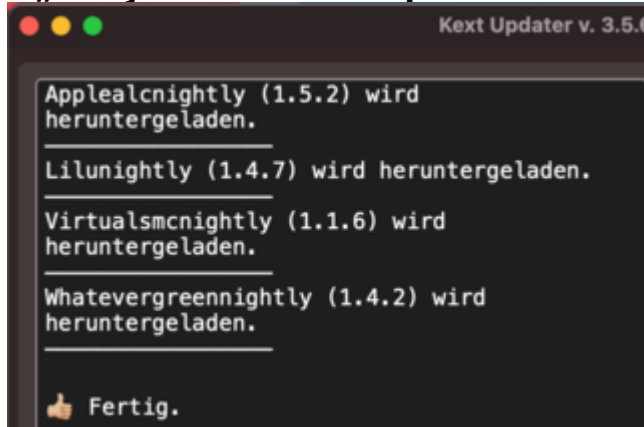 Kext Updater v. 3.5.6
Applealcnightly (1.5.2) wird
heruntergeladen.
Lilunightly (1.4.7) wird heruntergeladen.
Virtualsmcnightly (1.1.6) wird
heruntergeladen.
Whatevergreennightly (1.4.2) wird
heruntergeladen.
👍🏼 Fertig.